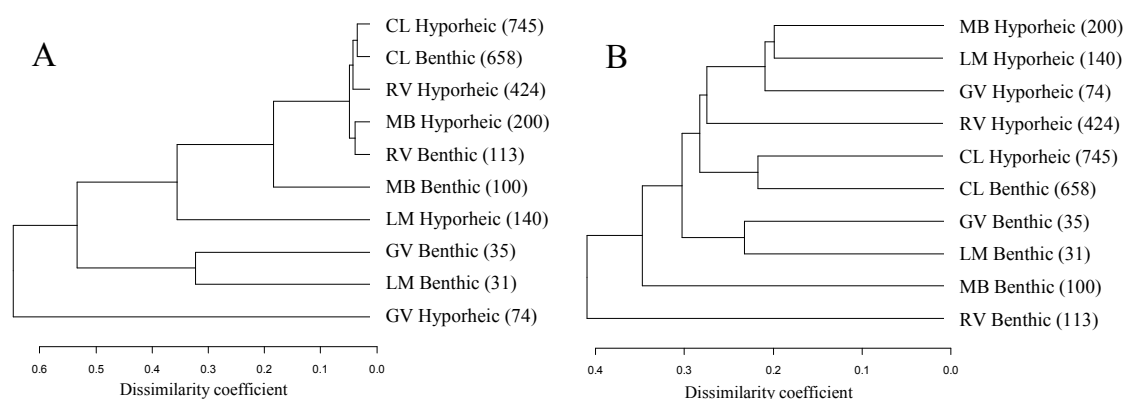 A
CL Hyporheic (745)
CL Benthic (658)
RV Hyporheic (424)
MB Hyporheic (200)
RV Benthic (113)
MB Benthic (100)
LM Hyporheic (140)
GV Benthic (35)
LM Benthic (31)
GV Hyporheic (74)
0.6 0.5 0.4 0.3 0.2 0.1 0.0
Dissimilarity coefficient
B
MB Hyporheic (200)
LM Hyporheic (140)
GV Hyporheic (74)
RV Hyporheic (424)
CL Hyporheic (745)
CL Benthic (658)
GV Benthic (35)
LM Benthic (31)
MB Benthic (100)
RV Benthic (113)
0.4 0.3 0.2 0.1 0.0
Dissimilarity coefficient